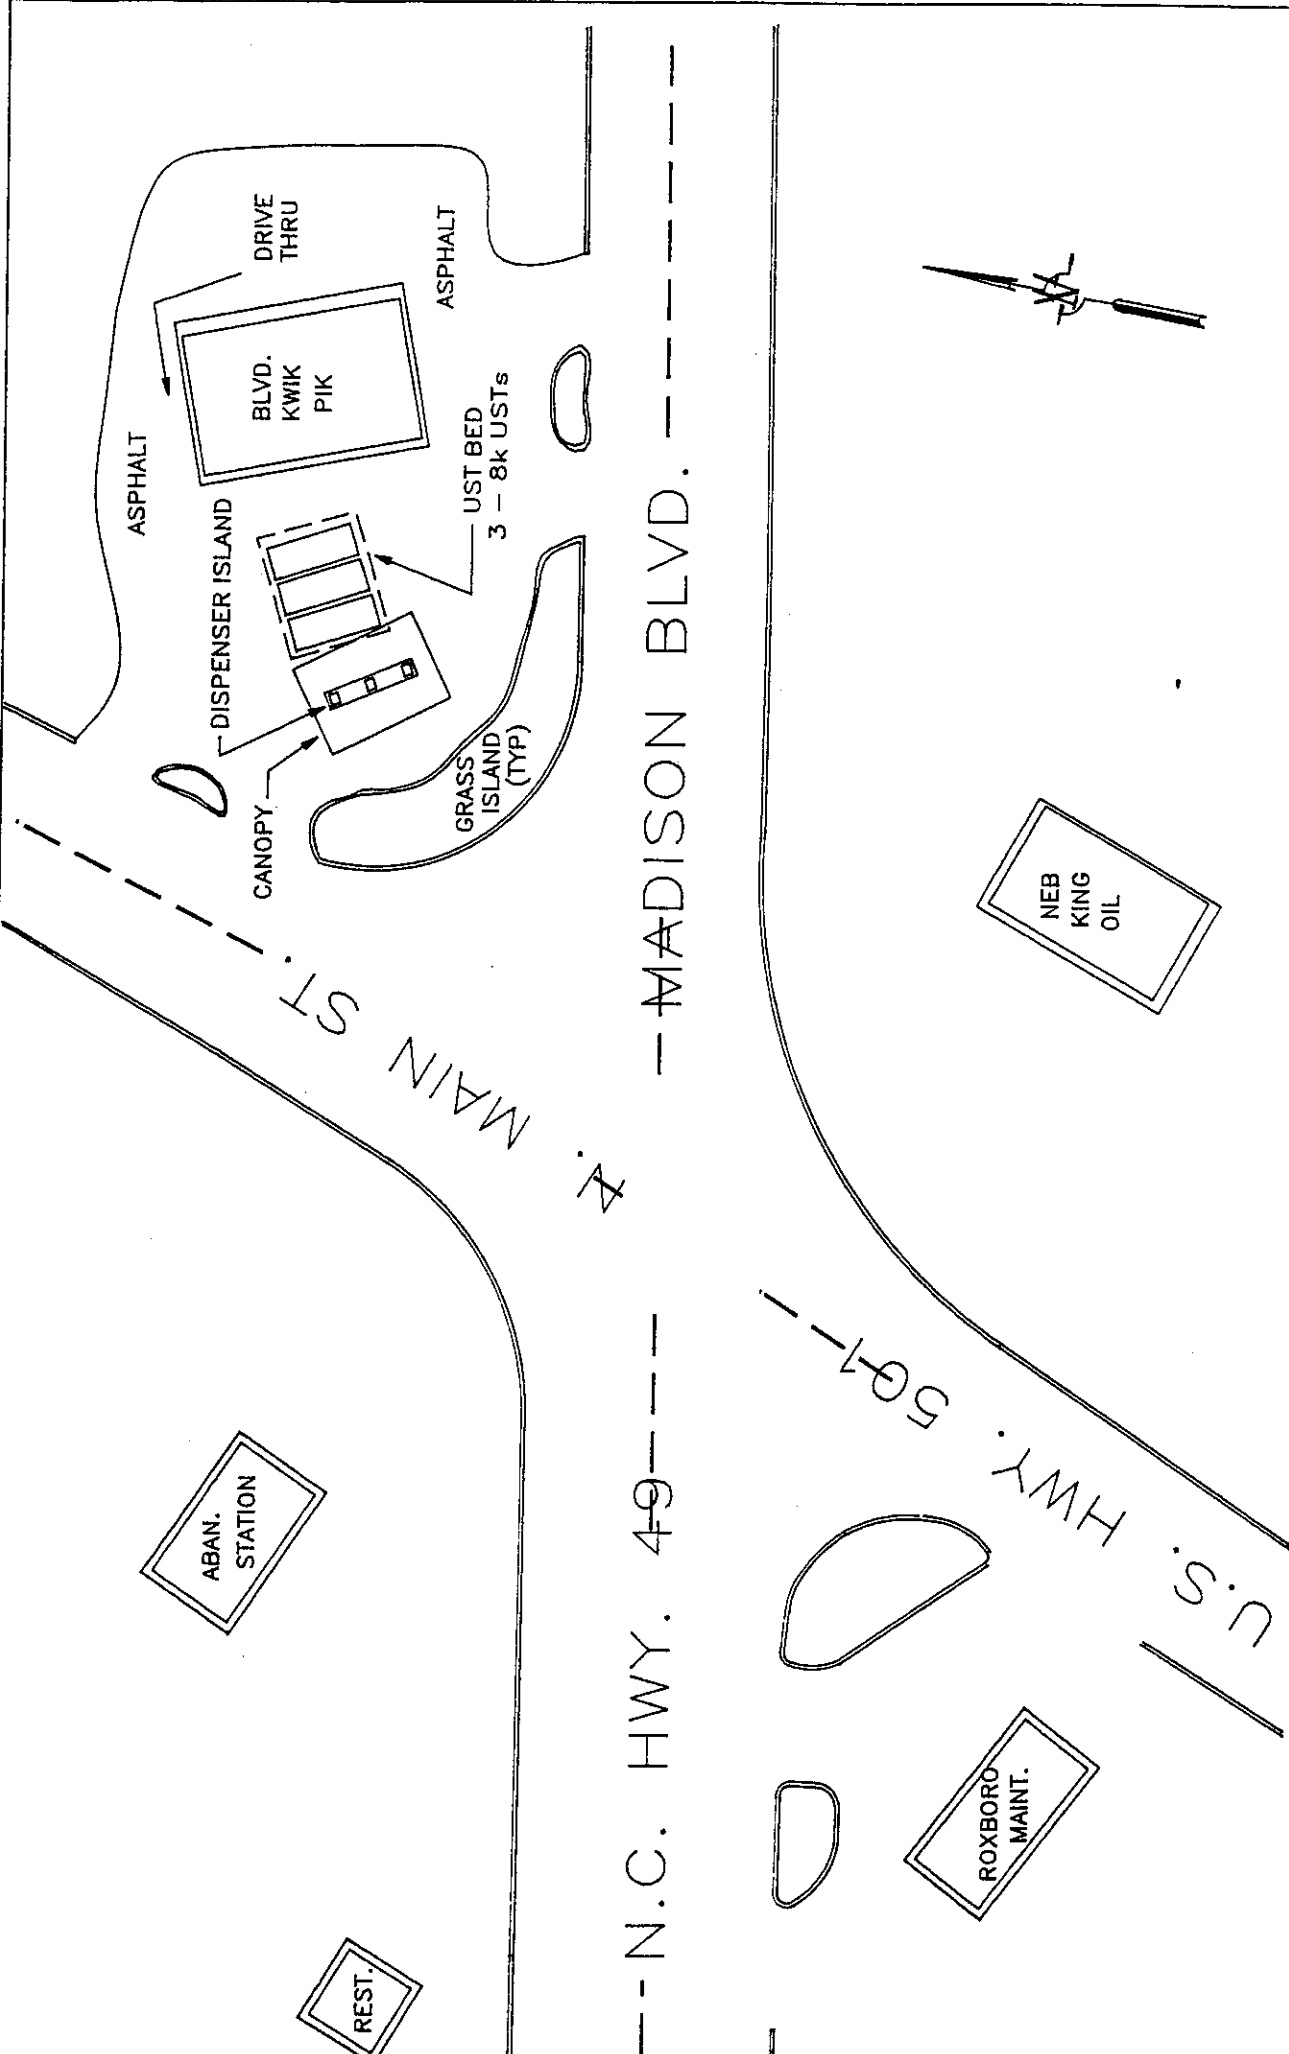 ASPHALT
DRIVE
THRU
BLVD.
KWIK
PIK
ASPHALT
DISPENSER ISLAND
UST BED
3 – 8k USTs
CANOPY
GRASS
ISLAND
(TYP)
N. MAIN ST.
MADISON BLVD.
N
NEB
KING
OIL
ABAN.
STATION
N.C. HWY. 49
U.S. HWY. 501
REST.
ROXBORO
MAINT.